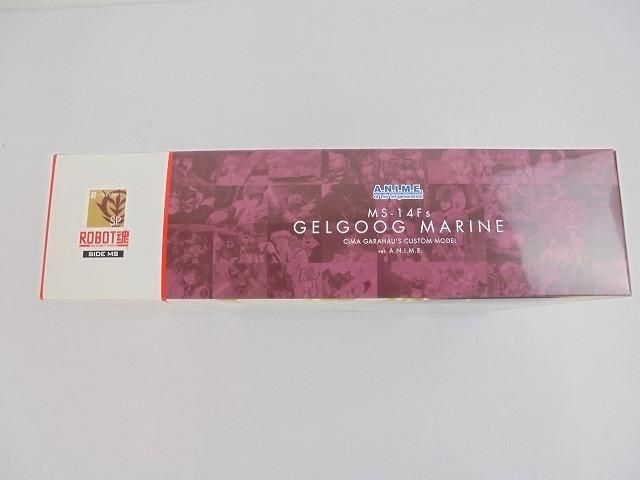 R
SP
ROBOT魂
SIDE MS
A.N.I.M.E.
MS-14Fs
GELGOOG MARINE
CIMA GARAHAU'S CUSTOM MODEL
ver. A.N.I.M.E.